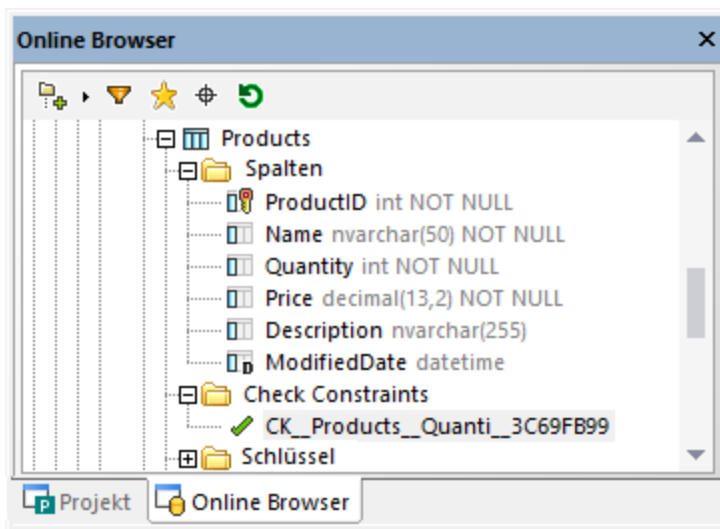 Online Browser
Products
Spalten
ProductID int NOT NULL
Name nvarchar(50) NOT NULL
Quantity int NOT NULL
Price decimal(13,2) NOT NULL
Description nvarchar(255)
ModifiedDate datetime
Check Constraints
CK__Products__Quanti__3C69FB99
Schlüssel
Projekt Online Browser